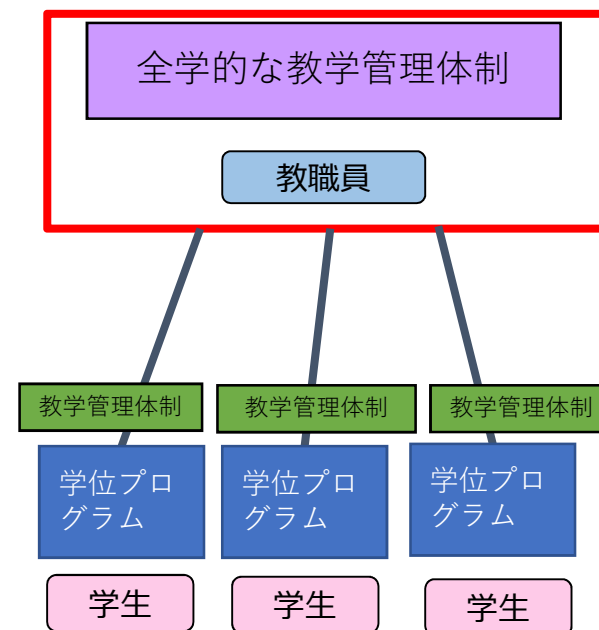 全学的な教学管理体制
教職員
教学管理体制
教学管理体制
教学管理体制
学位プロ
グラム
学位プロ
グラム
学位プロ
グラム
学生
学生
学生